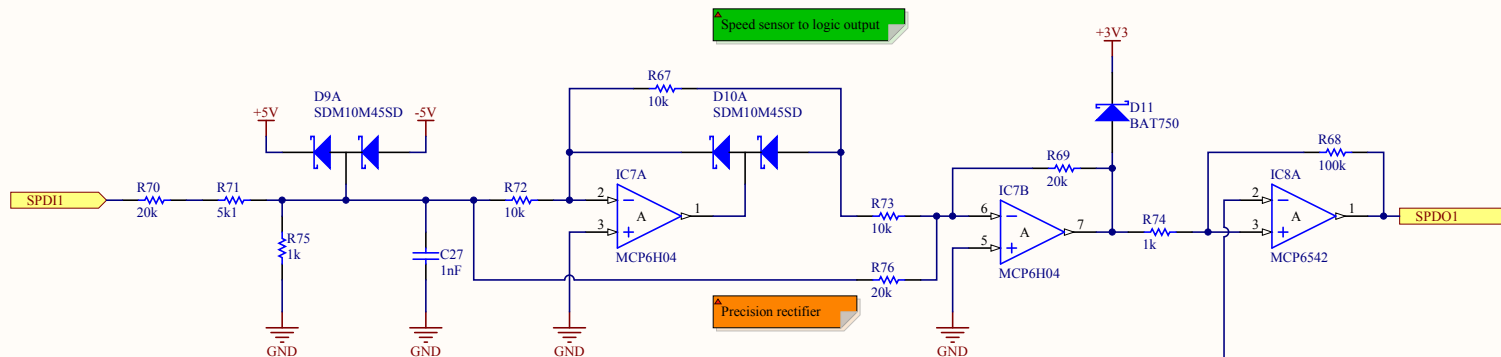 Speed sensor to logic output
+3V3
R67
10k
D10A
SDM10M45SD
D9A
SDM10M45SD
+5V
-5V
D11
BAT750
R68
100k
R69
20k
IC7A
IC7B
IC8A
SPDI1
R70
20k
R71
5k1
R72
10k
2
3
A
1
MCP6H04
R73
10k
6
5
A
7
MCP6H04
R74
1k
2
3
A
1
MCP6542
SPDO1
R75
1k
C27
1nF
R76
20k
Precision rectifier
GND
GND
GND
GND